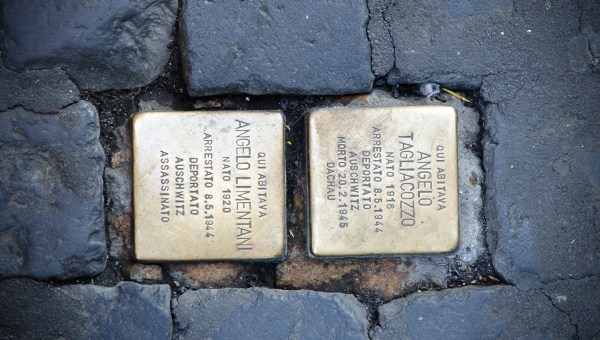 QUI ABITAVA
ANGELO LIMENTANI
NATO 1920
ARRESTATO 8.5.1944
DEPORTATO
AUSCHWITZ
ASSASSINATO
QUI ABITAVA
ANGELO
TAGLIACOZZO
NATO 1916
ARRESTATO 8.5.1944
DEPORTATO
AUSCHWITZ
MORTO 20.2.1945
DACHAU